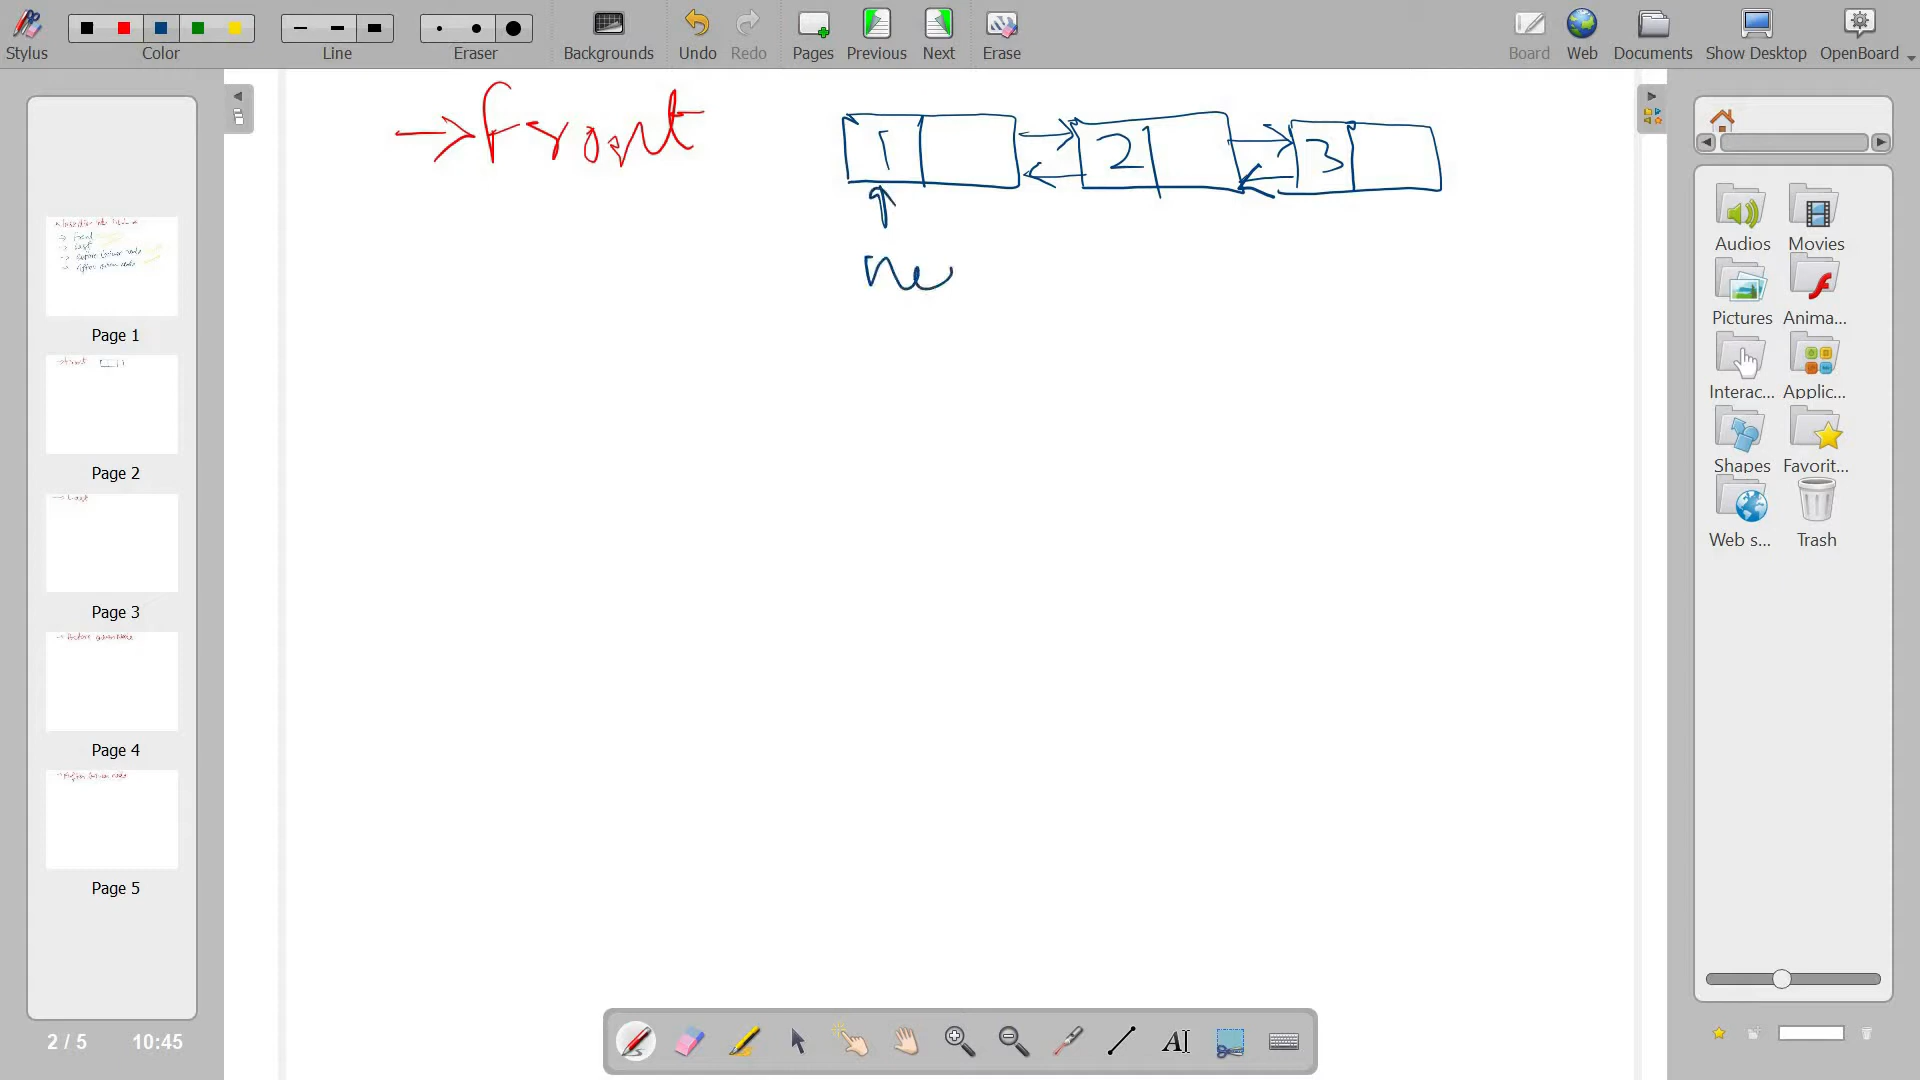 Stylus
Color
Line
Eraser
Backgrounds
Undo
Redo
Pages
Previous
Next
Erase
Board
Web
Documents
Show Desktop
OpenBoard
→ front
1
2
3
ne
Page 1
Page 2
Page 3
Page 4
Page 5
2 / 5
10:45
Audios
Movies
Pictures
Anima...
Interac...
Applic...
Shapes
Favorit...
Web s...
Trash
AI